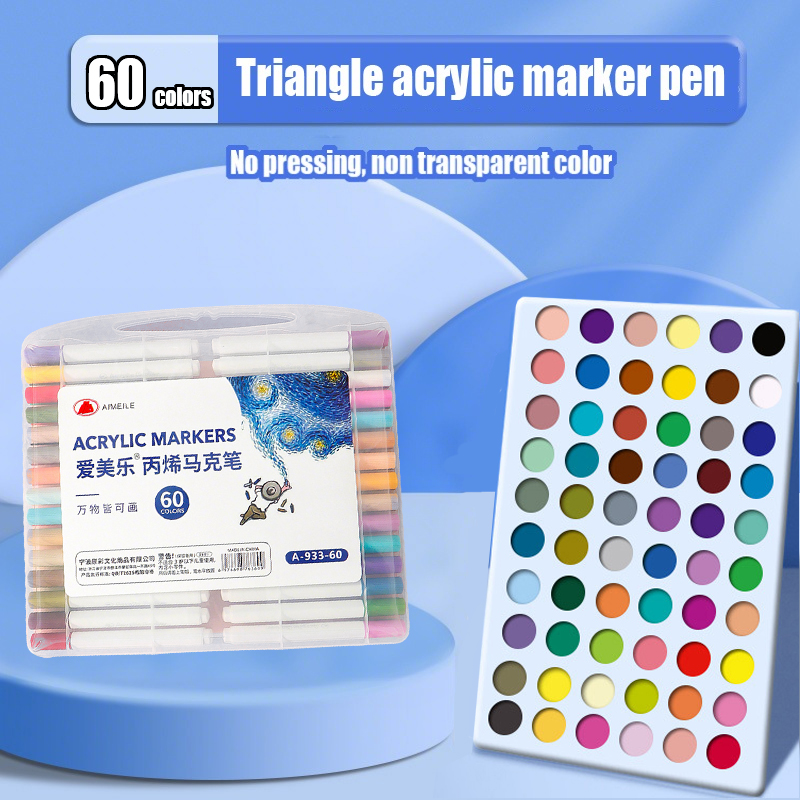 60 colors
Triangle acrylic marker pen
No pressing, non transparent color
AIMEILE
ACRYLIC MARKERS
爱美乐®丙烯马克笔
万物皆可画
60
COLORS
MADE IN CHINA
A-933-60